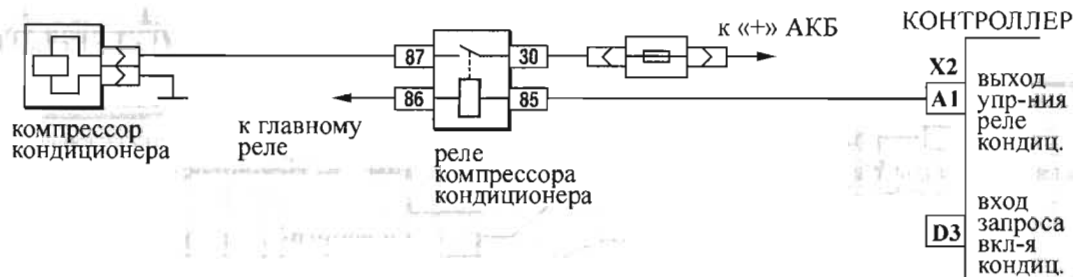 к «+» АКБ
КОНТРОЛЛЕР
87
30
X2
выход
упр-ния
реле
кондиц.
86
85
A1
компрессор
кондиционера
к главному
реле
реле
компрессора
кондиционера
D3
вход
запроса
вкл-я
кондиц.